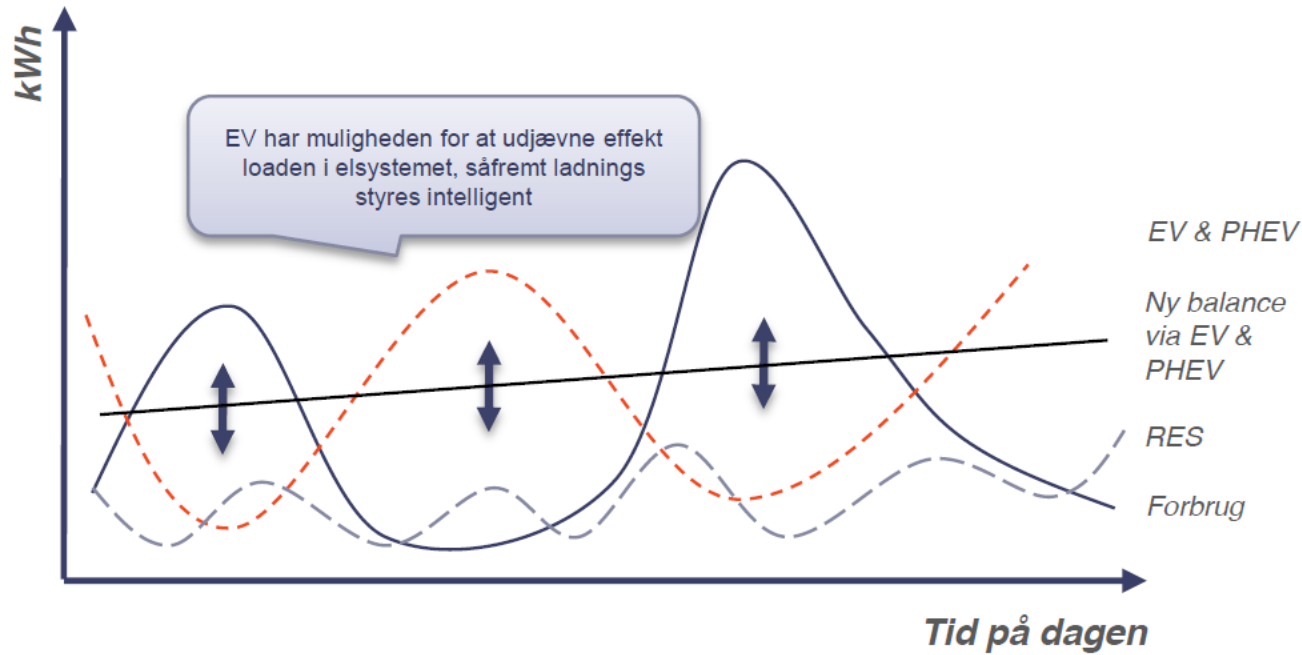 kWh
EV har muligheden for at udjævne effekt
loaden i elsystemet, såfremt ladnings
styres intelligent
EV & PHEV
Ny balance
via EV &
PHEV
RES
Forbrug
Tid på dagen